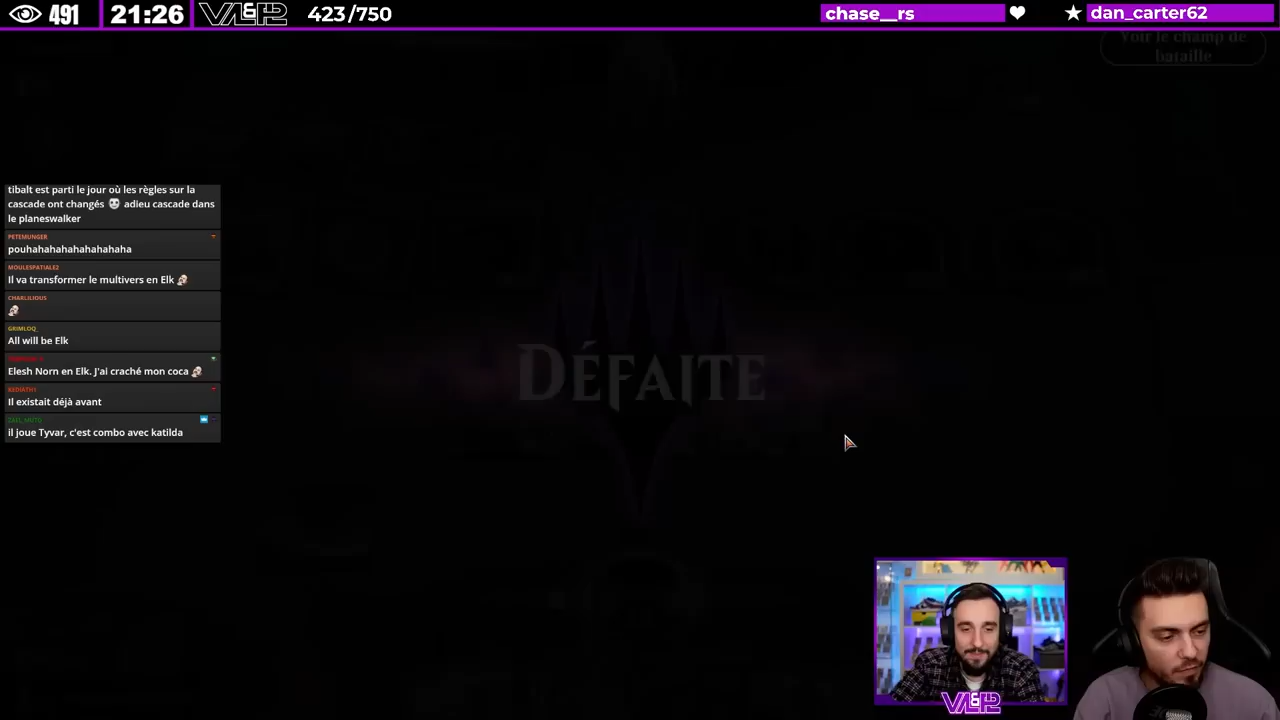 491
21:26
VAL&PL
423/750
chase__rs
dan_carter62
Voir le champ de
bataille
tibalt est parti le jour où les règles sur la
cascade ont changés 💀 adieu cascade dans
le planeswalker
PETEMUNGER
pouhahahahahahahaha
MOULESPATIALE2
Il va transformer le multivers en Elk
CHARLILIOUS
GRIMLOQ_
All will be Elk
Elesh Norn en Elk. J'ai craché mon coca
KEDIATH1
Il existait déjà avant
il joue Tyvar, c'est combo avec katilda
DÉFAITE